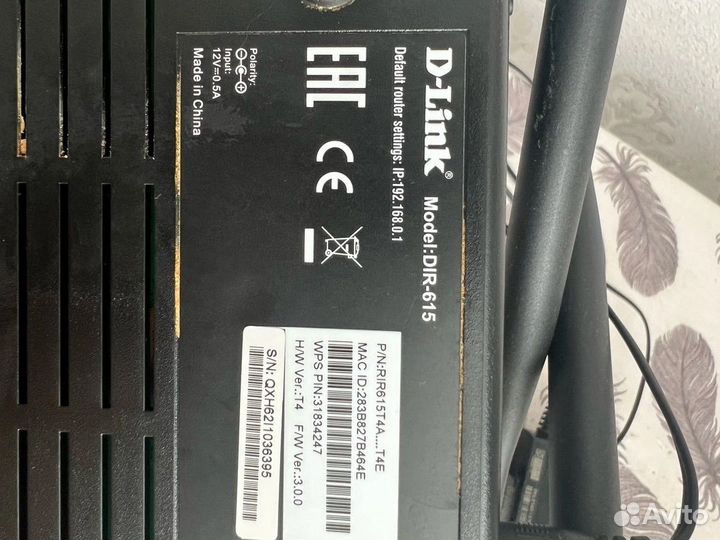 D-Link® Model:DIR-615
Default router settings: IP:192.168.0.1
EAC
CE
Polarity:
Input: 12V⎓0.5A
Made in China
P/N:RIR615T4A....T4E
MAC ID:283B827B464E
WPS PIN:31834247
H/W Ver.:T4 F/W Ver.:3.0.0
S/N: QXH62I1036395
Avito